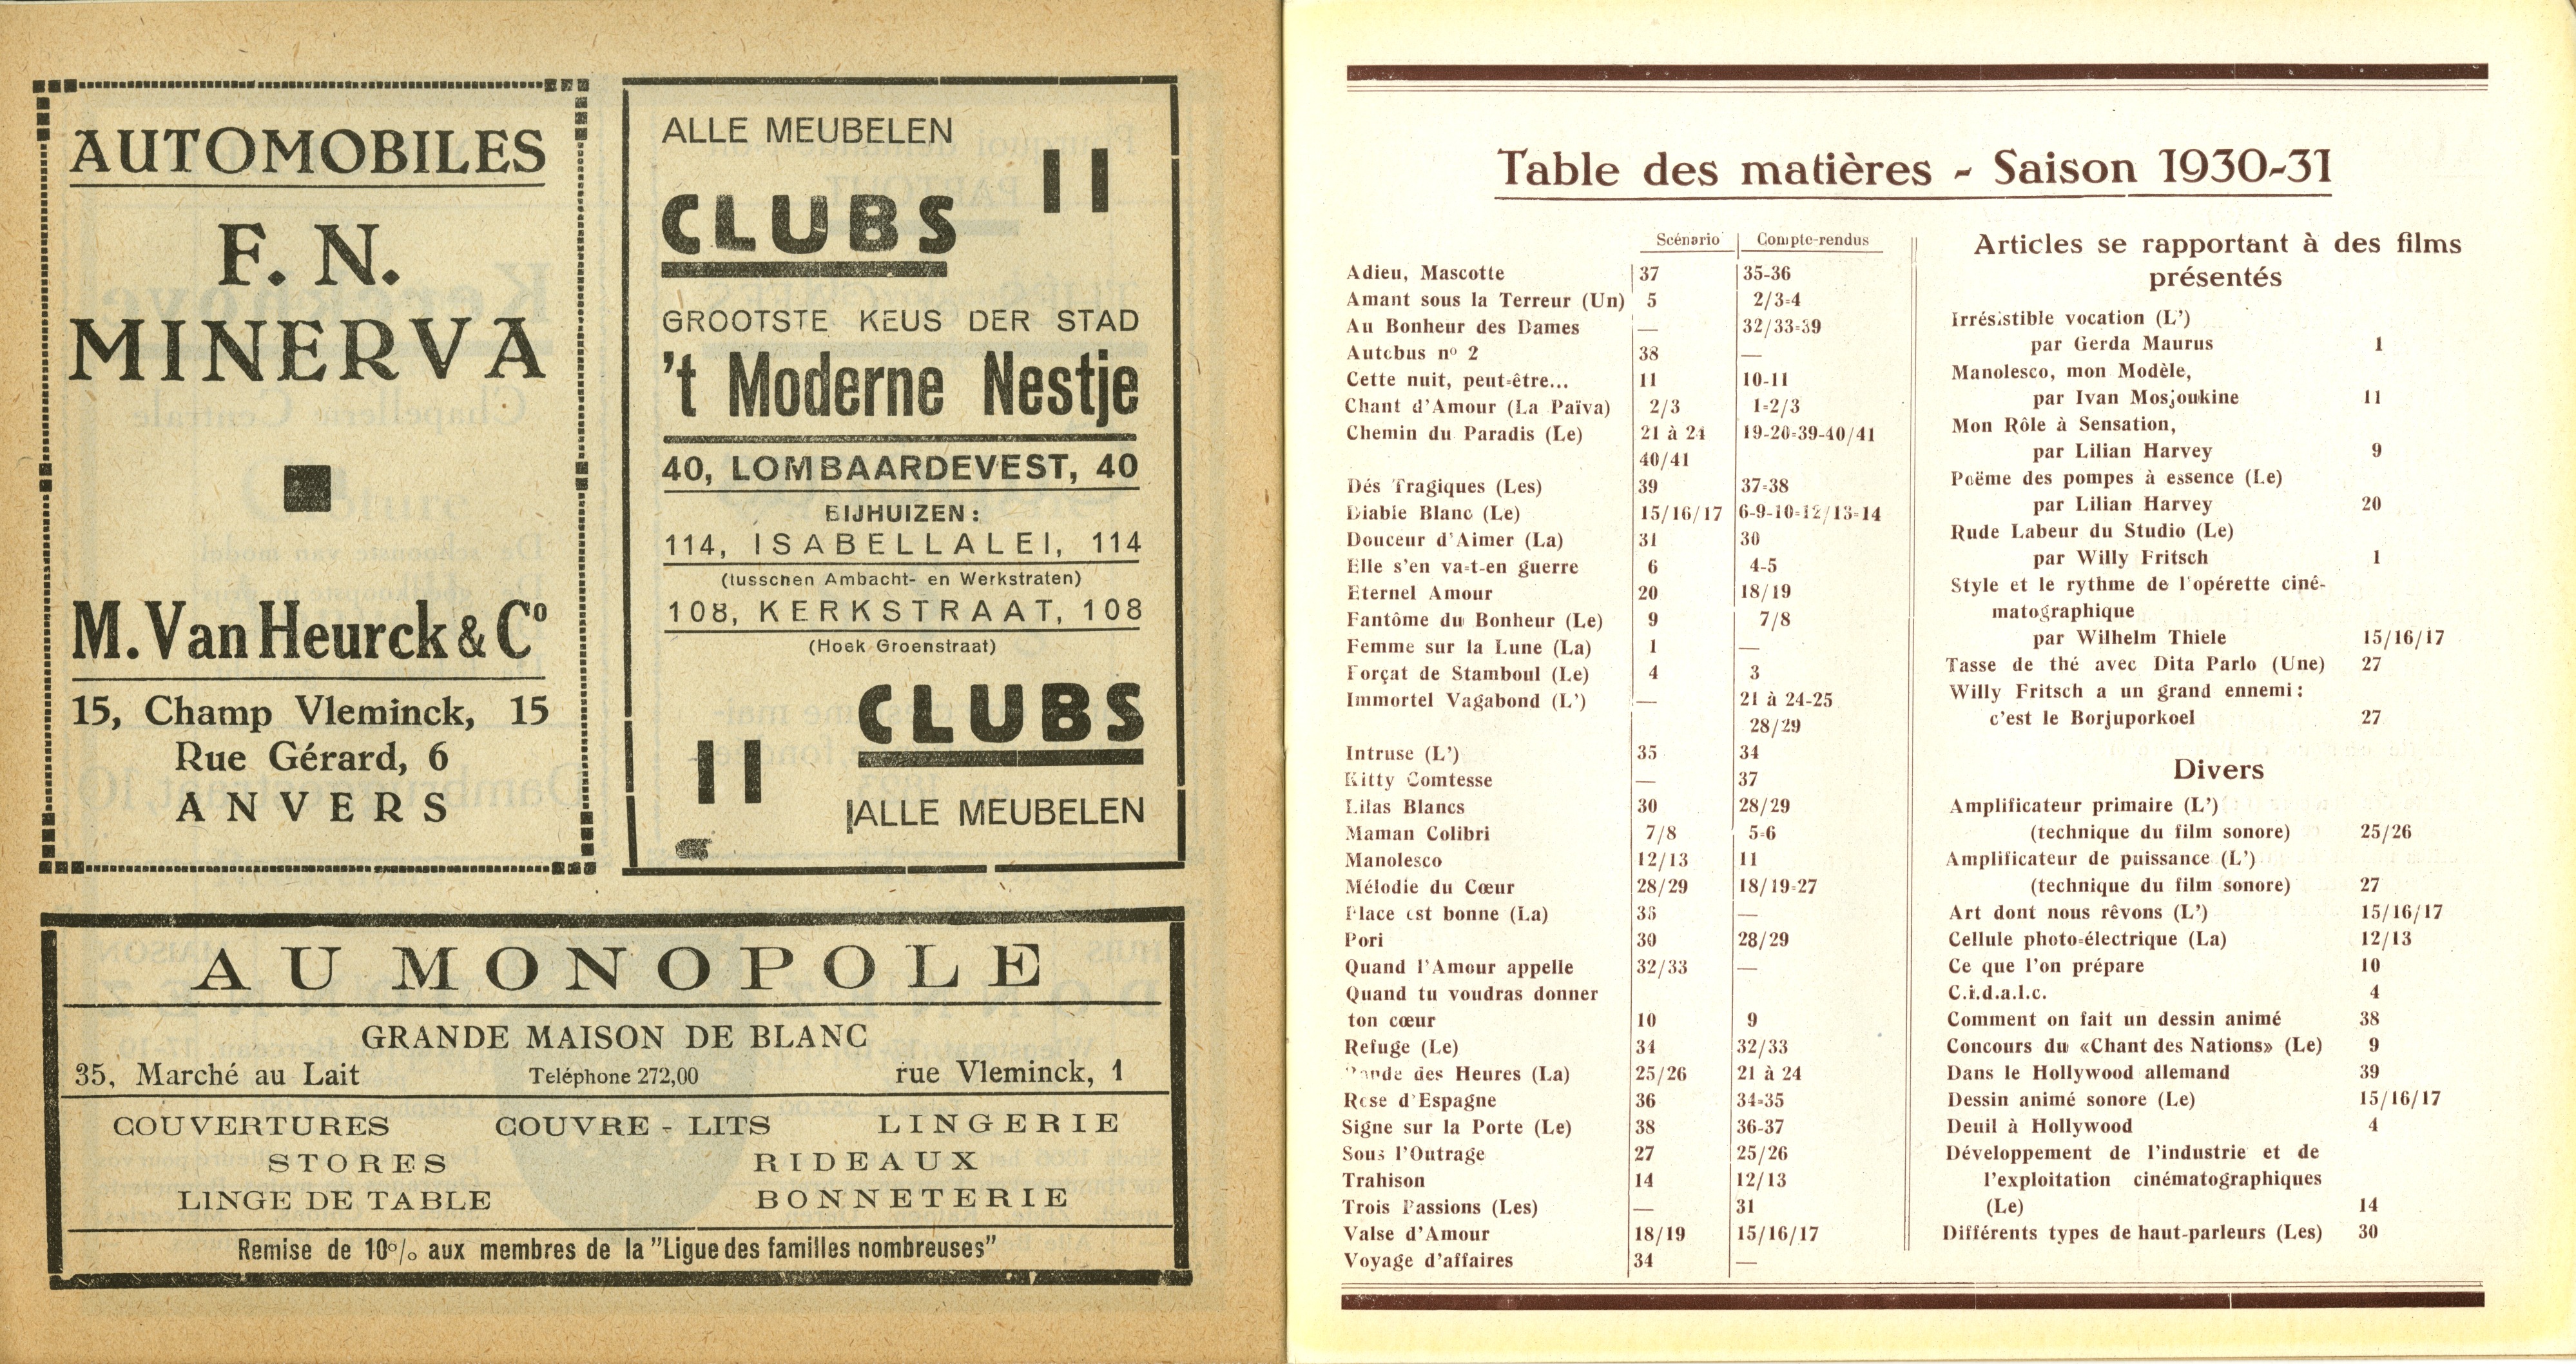 AUTOMOBILES
F. N.
MINERVA
M. Van Heurck & Cº
15, Champ Vleminck, 15
Rue Gérard, 6
ANVERS
ALLE MEUBELEN
CLUBS
GROOTSTE KEUS DER STAD
't Moderne Nestje
40, LOMBAARDEVEST, 40
BIJHUIZEN:
114, ISABELLALEI, 114
(tusschen Ambacht- en Werkstraten)
108, KERKSTRAAT, 108
(Hoek Groenstraat)
CLUBS
ALLE MEUBELEN
AU MONOPOLE
GRANDE MAISON DE BLANC
35, Marché au Lait Teléphone 272,00 rue Vleminck, 1
COUVERTURES COUVRE-LITS LINGERIE
STORES RIDEAUX
LINGE DE TABLE BONNETERIE
Remise de 10% aux membres de la "Ligue des familles nombreuses"
Table des matières - Saison 1930-31
Scénario Compte-rendus
Adieu, Mascotte 37 35-36
Amant sous la Terreur (Un) 5 2/3-4
Au Bonheur des Dames — 32/33-39
Autobus nº 2 38 —
Cette nuit, peut-être... 11 10-11
Chant d'Amour (La Païva) 2/3 1-2/3
Chemin du Paradis (Le) 21 à 24 19-20-39-40/41
40/41
Dés Tragiques (Les) 39 37-38
Diable Blanc (Le) 15/16/17 6-9-10-12/13-14
Douceur d'Aimer (La) 31 30
Elle s'en va-t-en guerre 6 4-5
Eternel Amour 20 18/19
Fantôme du Bonheur (Le) 9 7/8
Femme sur la Lune (La) 1 —
Forçat de Stamboul (Le) 4 3
Immortel Vagabond (L') — 21 à 24-25
28/29
Intruse (L') 35 34
Kitty Comtesse — 37
Lilas Blancs 30 28/29
Maman Colibri 7/8 5-6
Manolesco 12/13 11
Mélodie du Cœur 28/29 18/19-27
Place est bonne (La) —
Pori 30 28/29
Quand l'Amour appelle 32/33 —
Quand tu voudras donner
ton cœur 10 9
Refuge (Le) 34 32/33
des Heures (La) 25/26 21 à 24
Rose d'Espagne 36 34-35
Signe sur la Porte (Le) 38 36-37
Sous l'Outrage 27 25/26
Trahison 14 12/13
Trois Passions (Les) — 31
Valse d'Amour 18/19 15/16/17
Voyage d'affaires 34 —
Articles se rapportant à des films
présentés
Irrésistible vocation (L')
par Gerda Maurus 1
Manolesco, mon Modèle,
par Ivan Mosjoukine 11
Mon Rôle à Sensation,
par Lilian Harvey 9
Poëme des pompes à essence (Le)
par Lilian Harvey 20
Rude Labeur du Studio (Le)
par Willy Fritsch 1
Style et le rythme de l'opérette ciné-
matographique
par Wilhelm Thiele 15/16/17
Tasse de thé avec Dita Parlo (Une) 27
Willy Fritsch a un grand ennemi:
c'est le Borjuporkoel 27
Divers
Amplificateur primaire (L')
(technique du film sonore) 25/26
Amplificateur de puissance (L')
(technique du film sonore) 27
Art dont nous rêvons (L') 15/16/17
Cellule photo-électrique (La) 12/13
Ce que l'on prépare 10
C.i.d.a.l.c. 4
Comment on fait un dessin animé 38
Concours du «Chant des Nations» (Le) 9
Dans le Hollywood allemand 39
Dessin animé sonore (Le) 15/16/17
Deuil à Hollywood 4
Développement de l'industrie et de
l'exploitation cinématographiques
(Le) 14
Différents types de haut-parleurs (Les) 30